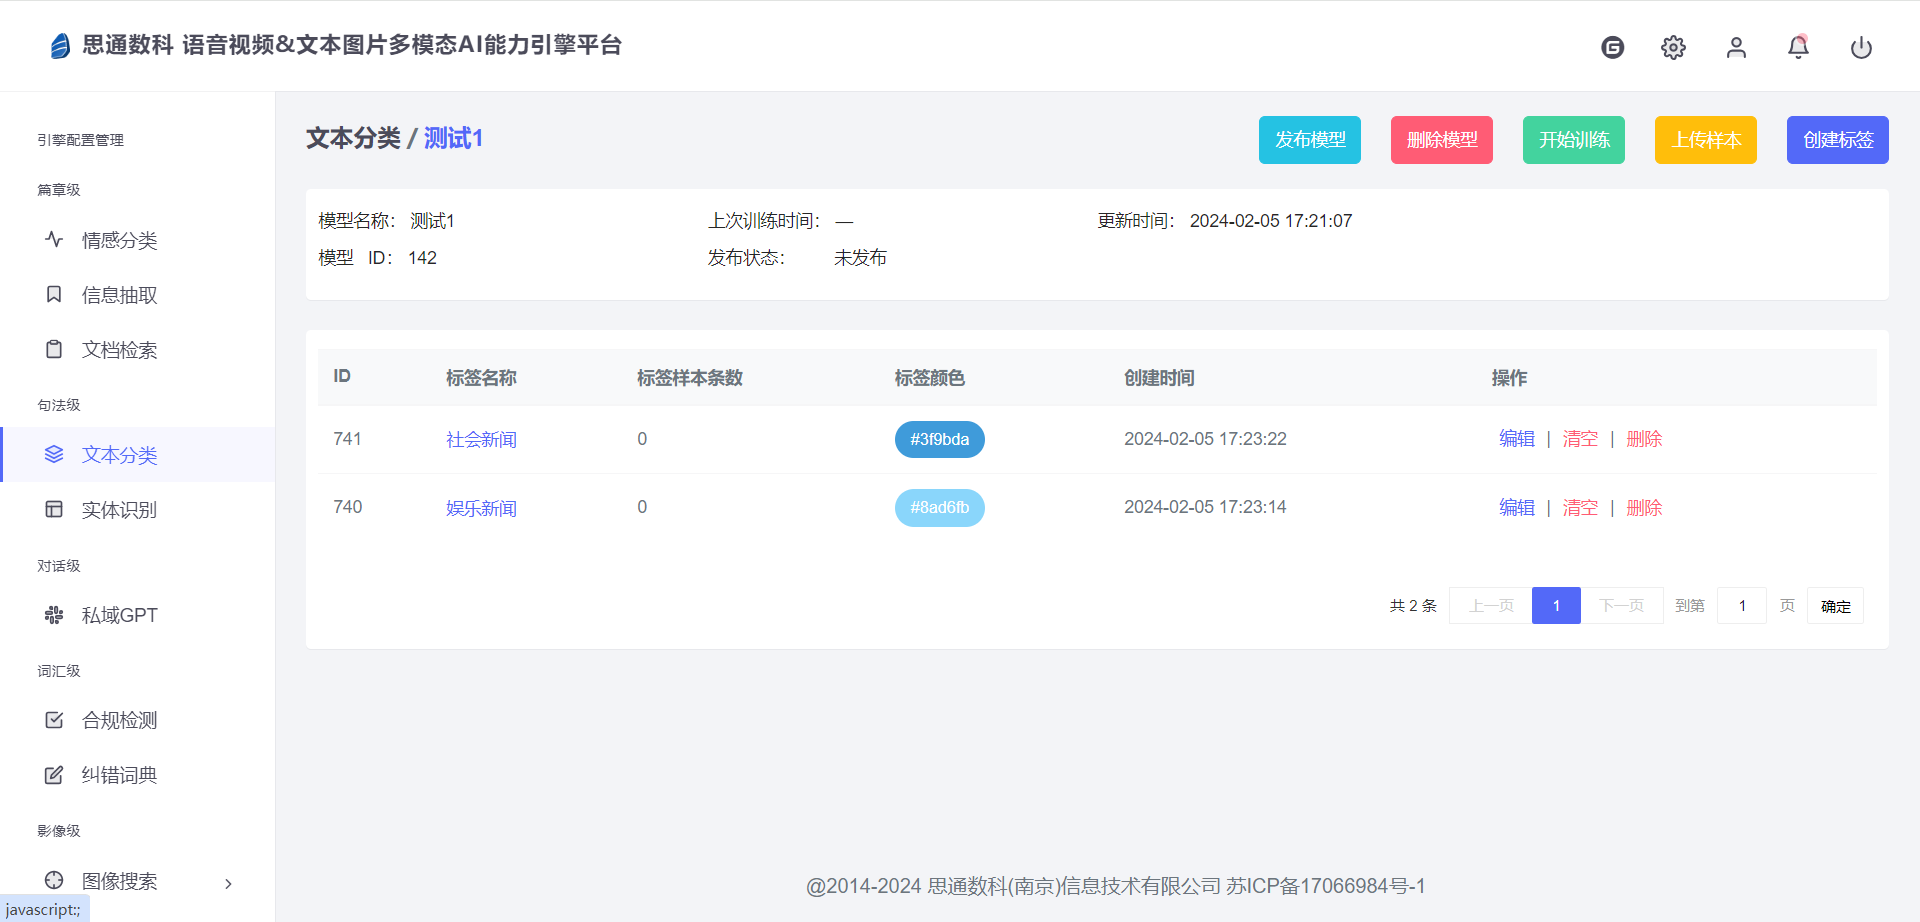 思通数科 语音视频&文本图片多模态AI能力引擎平台
引擎配置管理
篇章级
情感分类
信息抽取
文档检索
句法级
文本分类
实体识别
对话级
私域GPT
词汇级
合规检测
纠错词典
影像级
图像搜索
javascript:;
文本分类 / 测试1
发布模型 删除模型 开始训练 上传样本 创建标签
模型名称： 测试1 上次训练时间： — 更新时间： 2024-02-05 17:21:07
模型 ID： 142 发布状态： 未发布
ID 标签名称 标签样本条数 标签颜色 创建时间 操作
741 社会新闻 0 #3f9bda 2024-02-05 17:23:22 编辑 | 清空 | 删除
740 娱乐新闻 0 #8ad6fb 2024-02-05 17:23:14 编辑 | 清空 | 删除
共 2 条 上一页 1 下一页 到第 1 页 确定
@2014-2024 思通数科(南京)信息技术有限公司 苏ICP备17066984号-1